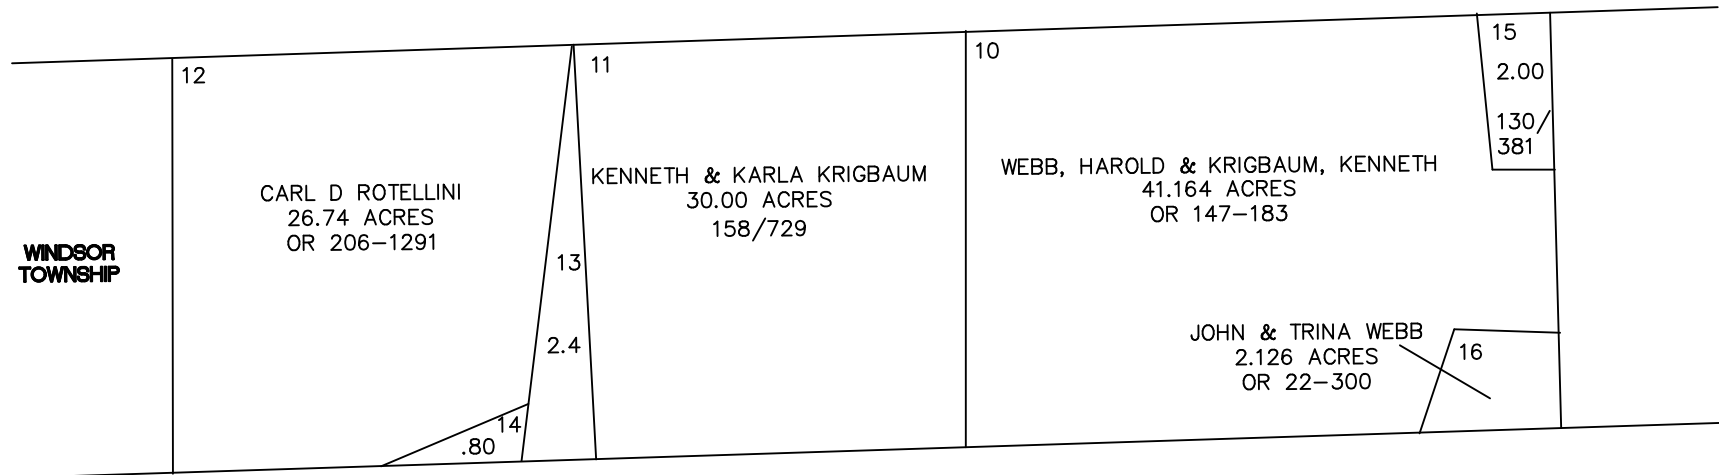 12
CARL D ROTELLINI
26.74 ACRES
OR 206-1291
WINDSOR
TOWNSHIP
13
2.4
14
.80
11
KENNETH & KARLA KRIGBAUM
30.00 ACRES
158/729
10
WEBB, HAROLD & KRIGBAUM, KENNETH
41.164 ACRES
OR 147-183
15
2.00
130/
381
JOHN & TRINA WEBB
2.126 ACRES
OR 22-300
16